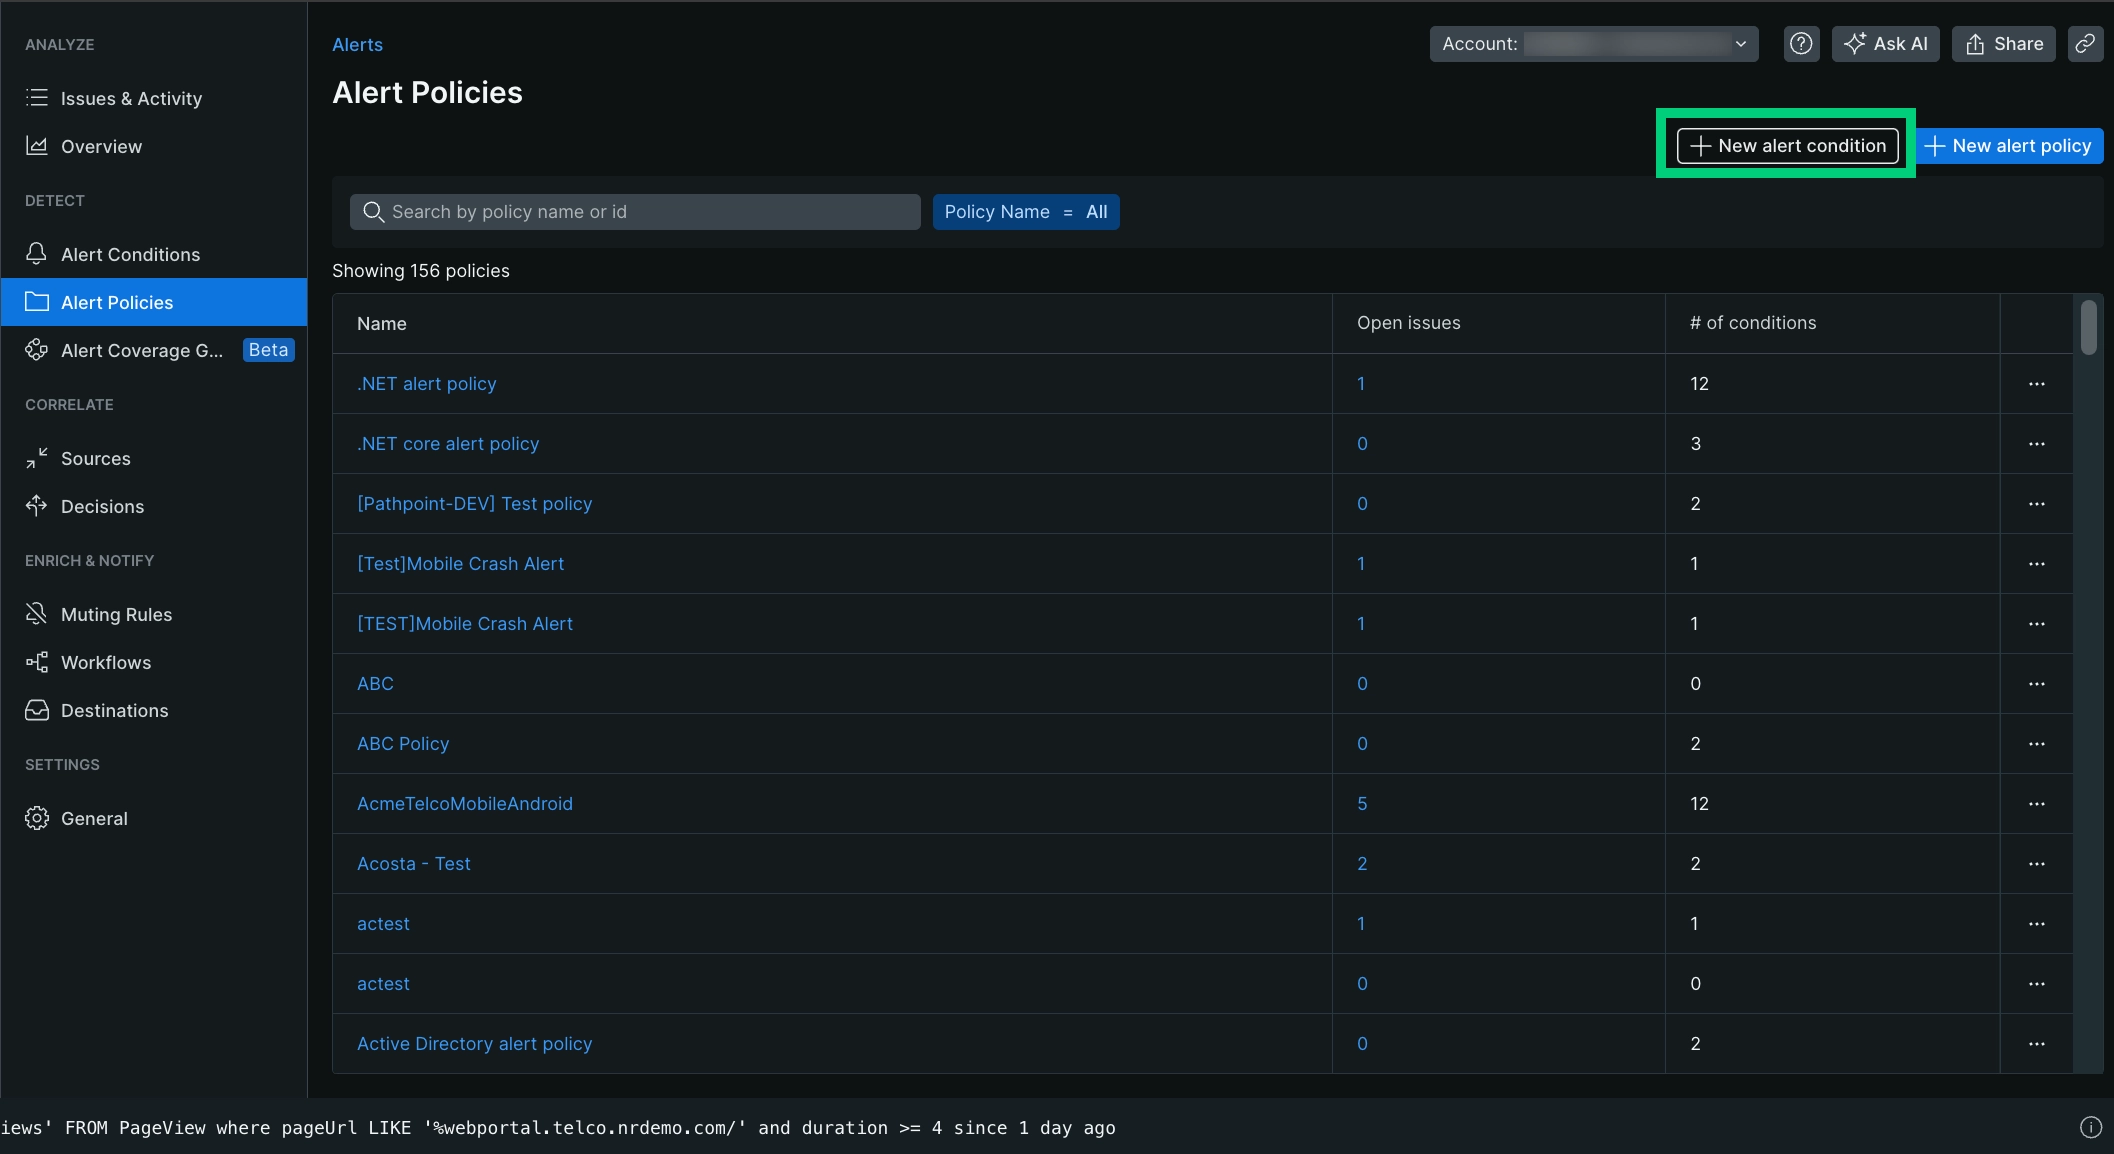 ANALYZE
Issues & Activity
Overview
DETECT
Alert Conditions
Alert Policies
Alert Coverage G... Beta
CORRELATE
Sources
Decisions
ENRICH & NOTIFY
Muting Rules
Workflows
Destinations
SETTINGS
General
Alerts
Account:
Ask AI
Share
Alert Policies
New alert condition
New alert policy
Search by policy name or id
Policy Name = All
Showing 156 policies
Name Open issues # of conditions
.NET alert policy 1 12 ...
.NET core alert policy 0 3 ...
[Pathpoint-DEV] Test policy 0 2 ...
[Test]Mobile Crash Alert 1 1 ...
[TEST]Mobile Crash Alert 1 1 ...
ABC 0 0 ...
ABC Policy 0 2 ...
AcmeTelcoMobileAndroid 5 12 ...
Acosta - Test 2 2 ...
actest 1 1 ...
actest 0 0 ...
Active Directory alert policy 0 2 ...
iews' FROM PageView where pageUrl LIKE '%webportal.telco.nrdemo.com/' and duration >= 4 since 1 day ago